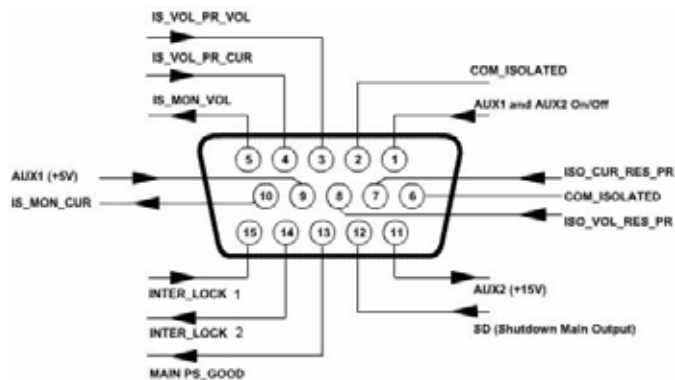 IS_VOL_PR_VOL
IS_VOL_PR_CUR
COM_ISOLATED
IS_MON_VOL
AUX1 and AUX2 On/Off
5 4 3 2 1
AUX1 (+5V)
ISO_CUR_RES_PR
10 9 8 7 6
COM_ISOLATED
IS_MON_CUR
ISO_VOL_RES_PR
15 14 13 12 11
INTER_LOCK 1
AUX2 (+15V)
INTER_LOCK 2
SD (Shutdown Main Output)
MAIN PS_GOOD